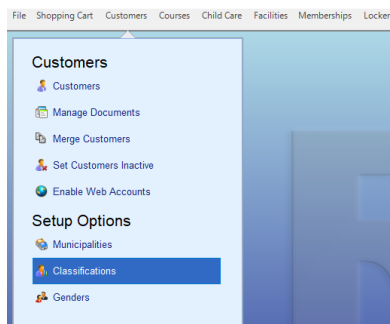 File Shopping Cart Customers Courses Child Care Facilities Memberships Locker
Customers
Customers
Manage Documents
Merge Customers
Set Customers Inactive
Enable Web Accounts
Setup Options
Municipalities
Classifications
Genders